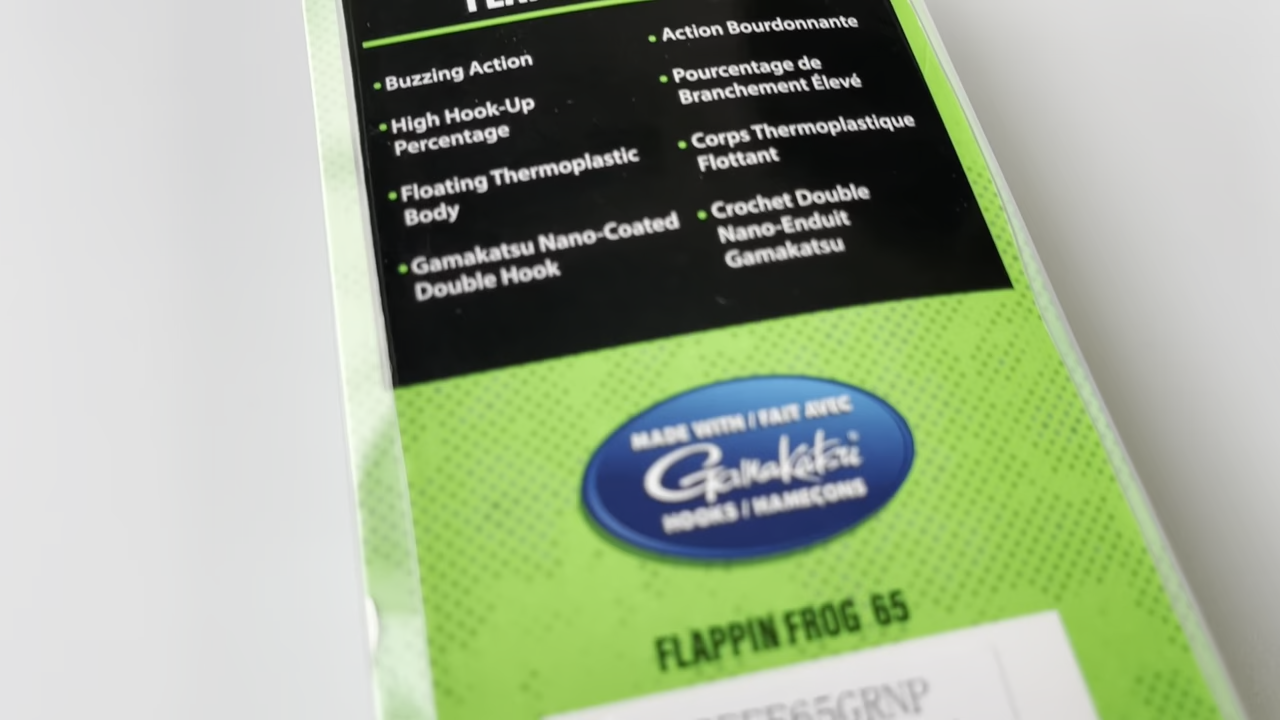 • Buzzing Action
• High Hook-Up
Percentage
• Floating Thermoplastic
Body
• Gamakatsu Nano-Coated
Double Hook
• Action Bourdonnante
• Pourcentage de
Branchement Élevé
• Corps Thermoplastique
Flottant
• Crochet Double
Nano-Enduit
Gamakatsu
MADE WITH / FAIT AVEC
Gamakatsu
HOOKS / HAMEÇONS
FLAPPIN FROG 65